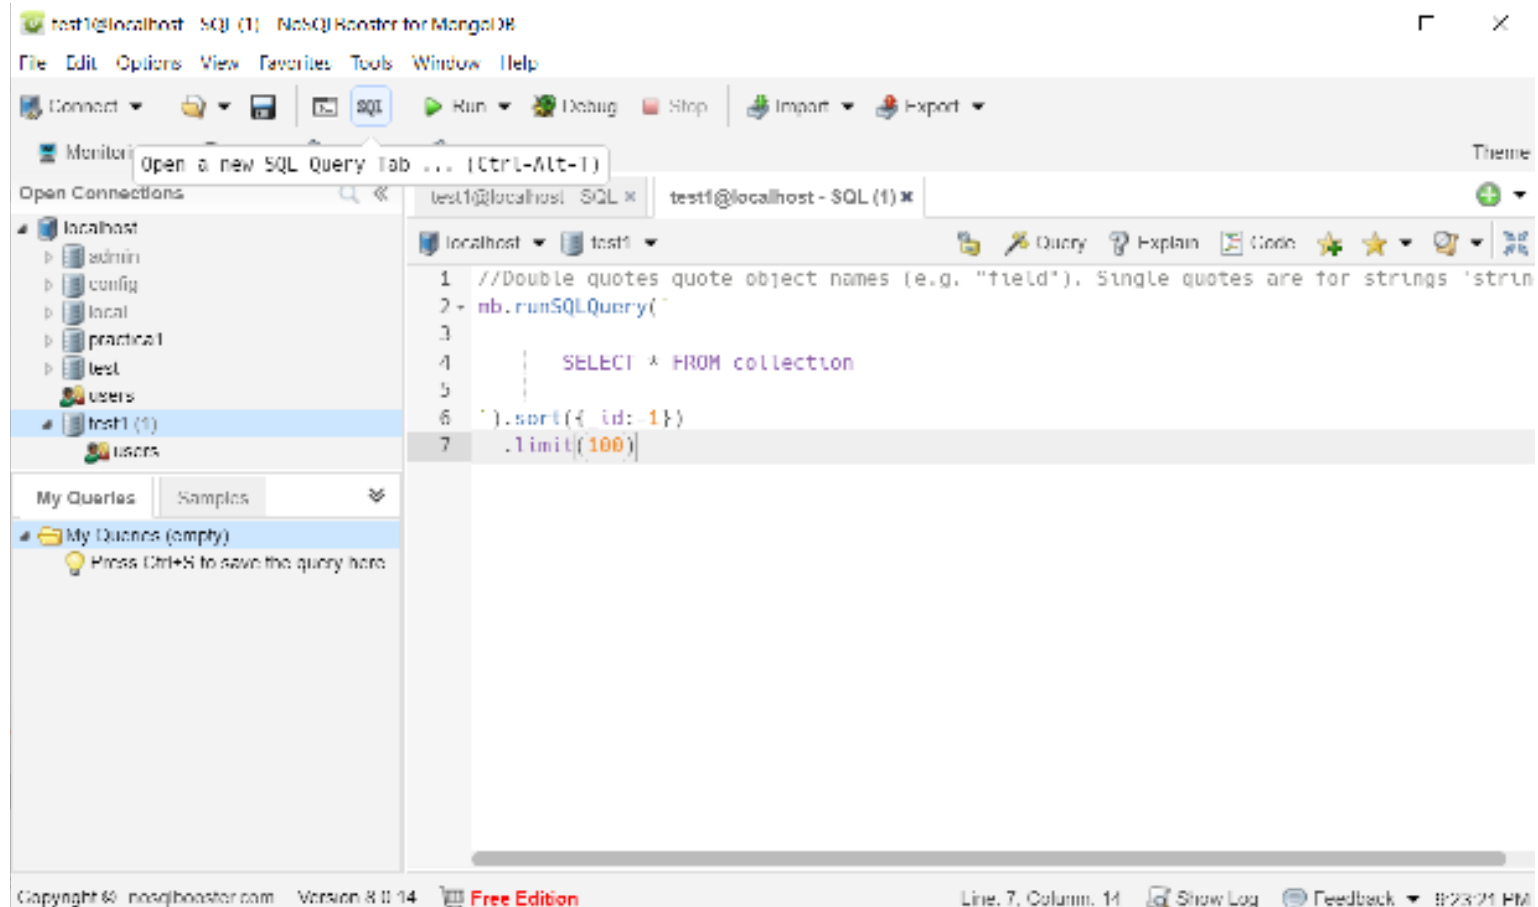 test1@localhost - SQL (1) - NoSQLBooster for MongoDB
File Edit Options View Favorites Tools Window Help
Connect SQL Run Debug Stop Import Export
Open a new SQL Query Tab ... (Ctrl-Alt-T)
Theme
Open Connections
test1@localhost - SQL
test1@localhost - SQL (1)
localhost
admin
config
local
practical1
test
users
test1 (1)
users
localhost test1 Query Explain Code
1 //Double quotes quote object names (e.g. "field"). Single quotes are for strings 'strin
2 mb.runSQLQuery(`
3
4 SELECT * FROM collection
5
6 `).sort({_id:-1})
7 .limit(100)
My Queries Samples
My Queries (empty)
Press Ctrl+S to save the query here
Copyright © nosqlbooster.com Version 8.0.14 Free Edition Line: 7, Column: 14 Show Log Feedback 9:23:21 PM